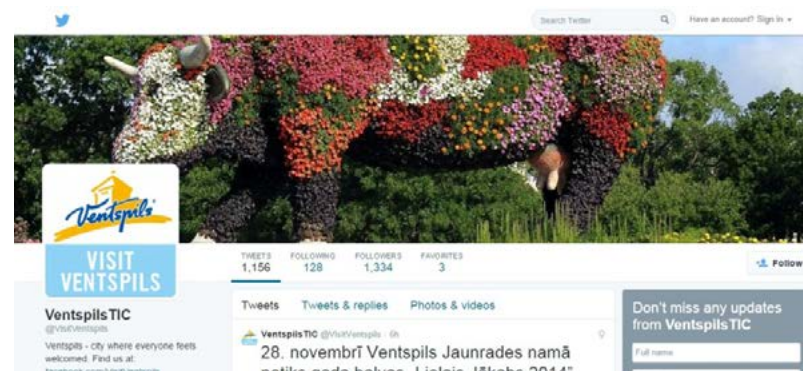 Search Twitter
Have an account? Sign in
Ventspils
VISIT
VENTSPILS
TWEETS FOLLOWING FOLLOWERS FAVORITES
1,156 128 1,334 3
Follow
VentspilsTIC
@VisitVentspils
Ventspils - city where everyone feels
welcomed. Find us at:
Tweets Tweets & replies Photos & videos
VentspilsTIC @VisitVentspils · 6h
28. novembrī Ventspils Jaunrades namā
Don't miss any updates
from VentspilsTIC
Full name